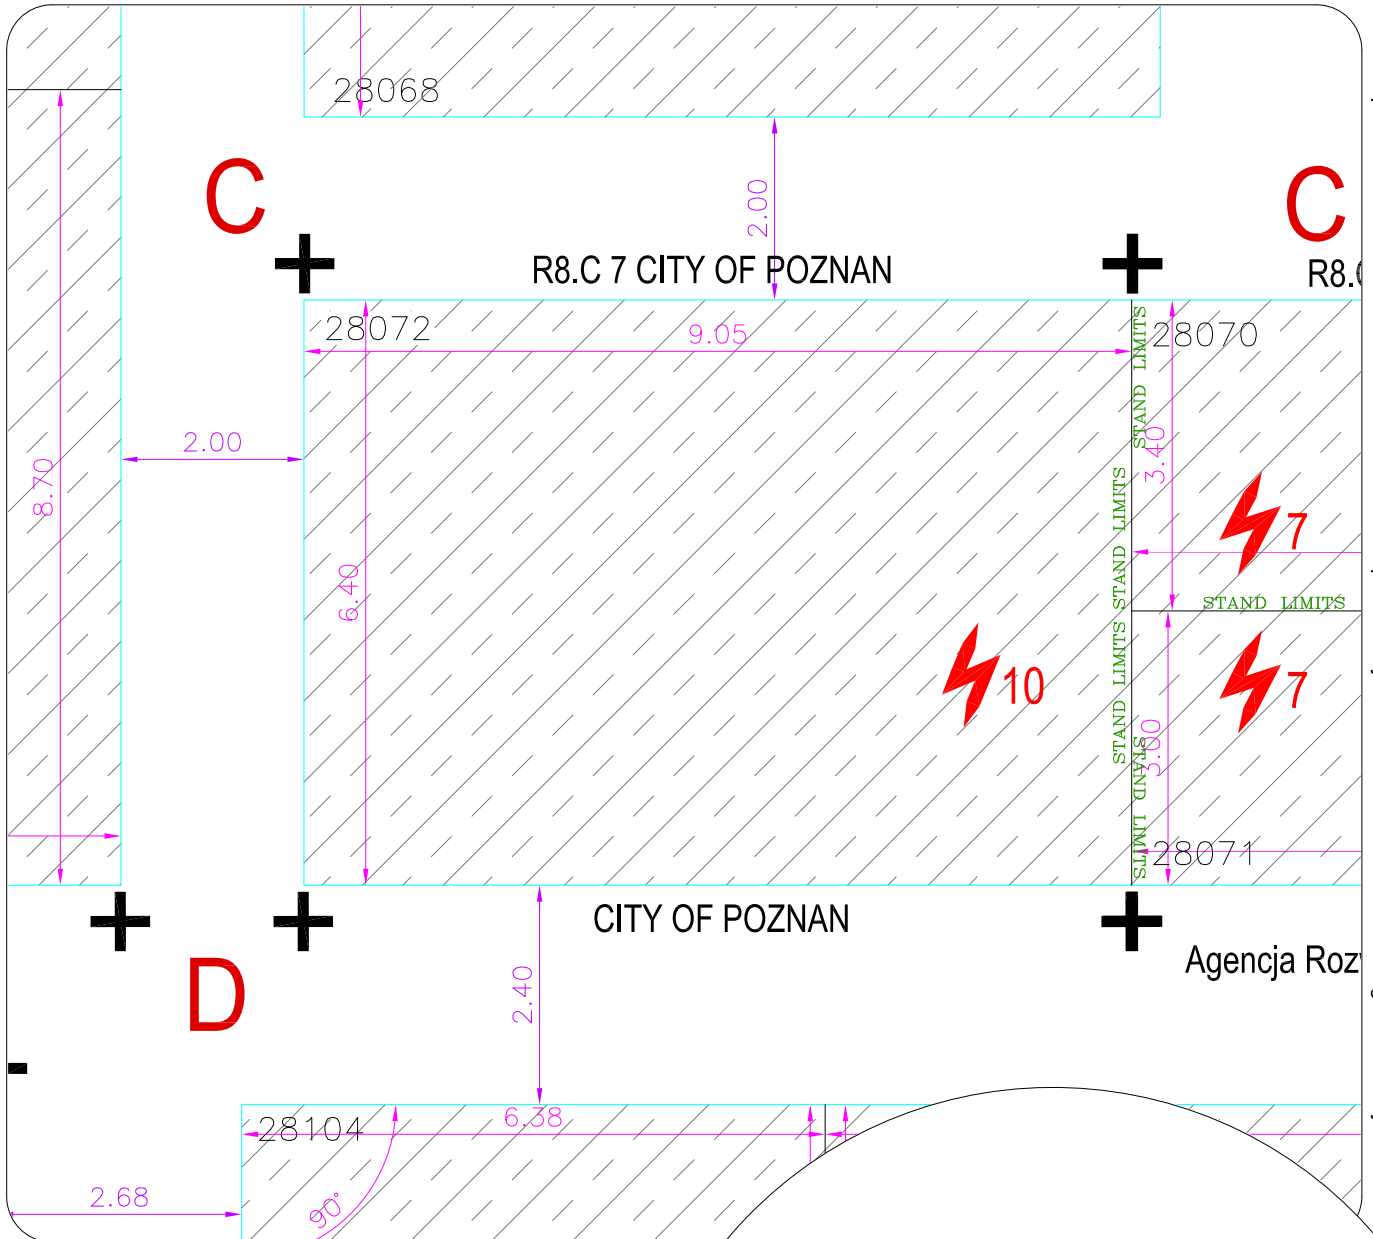 28068
C
C
2.00
R8.C 7 CITY OF POZNAN
28072
9.05
STAND LIMITS
28070
2.00
8.70
3.40
STAND LIMITS
7
6.40
STAND LIMITS
STAND LIMITS
10
7
3.00
STAND LIMITS
28071
CITY OF POZNAN
Agencja
D
2.40
28104
6.38
2.68
90°